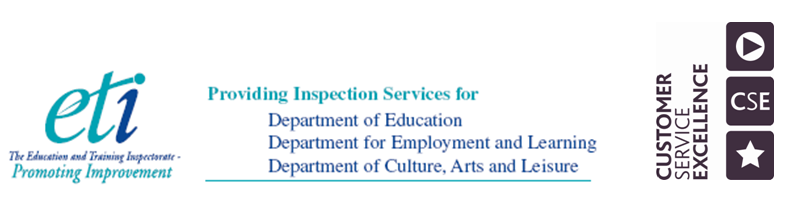 eti
The Education and Training Inspectorate -
Promoting Improvement
Providing Inspection Services for
Department of Education
Department for Employment and Learning
Department of Culture, Arts and Leisure
CUSTOMER
SERVICE
EXCELLENCE
CSE